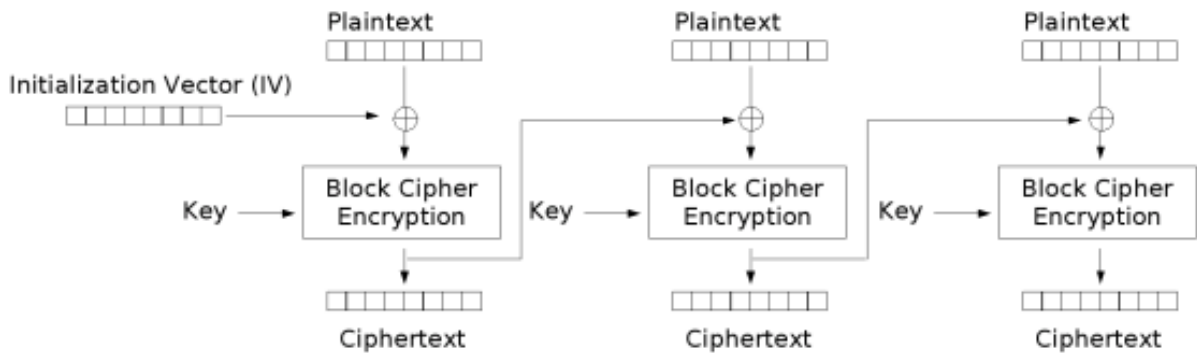 Plaintext
Plaintext
Plaintext
Initialization Vector (IV)
Key
Block Cipher
Encryption
Key
Block Cipher
Encryption
Key
Block Cipher
Encryption
Ciphertext
Ciphertext
Ciphertext